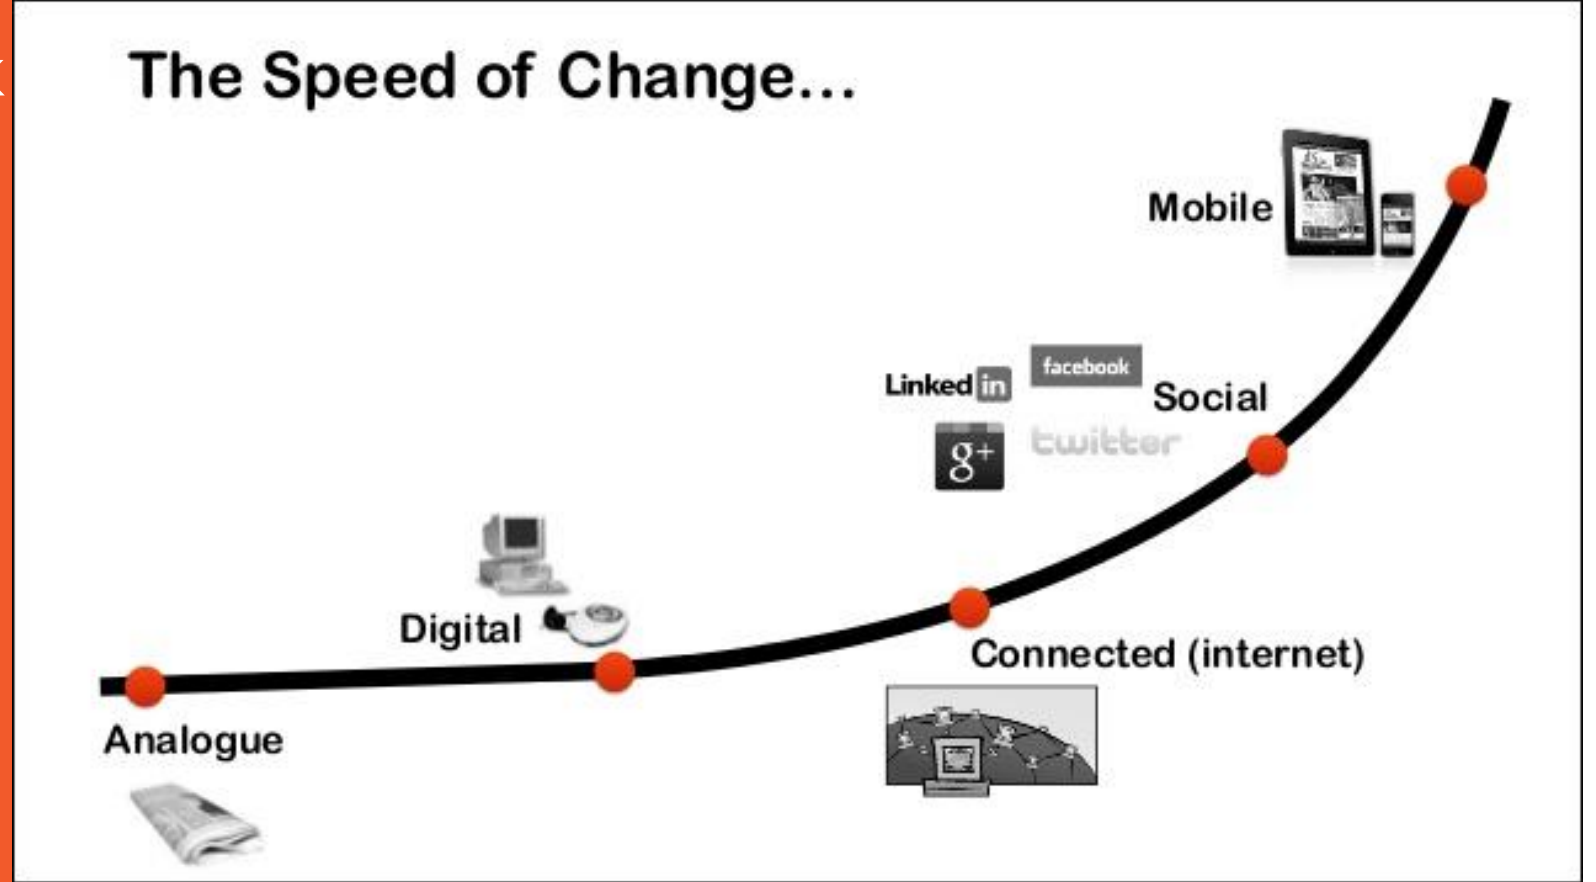 The Speed of Change...
Mobile
facebook
Linked in
Social
g+
twitter
Digital
Connected (internet)
Analogue